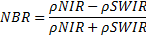 NBR = ρNIR − ρSWIR / ρNIR + ρSWIR